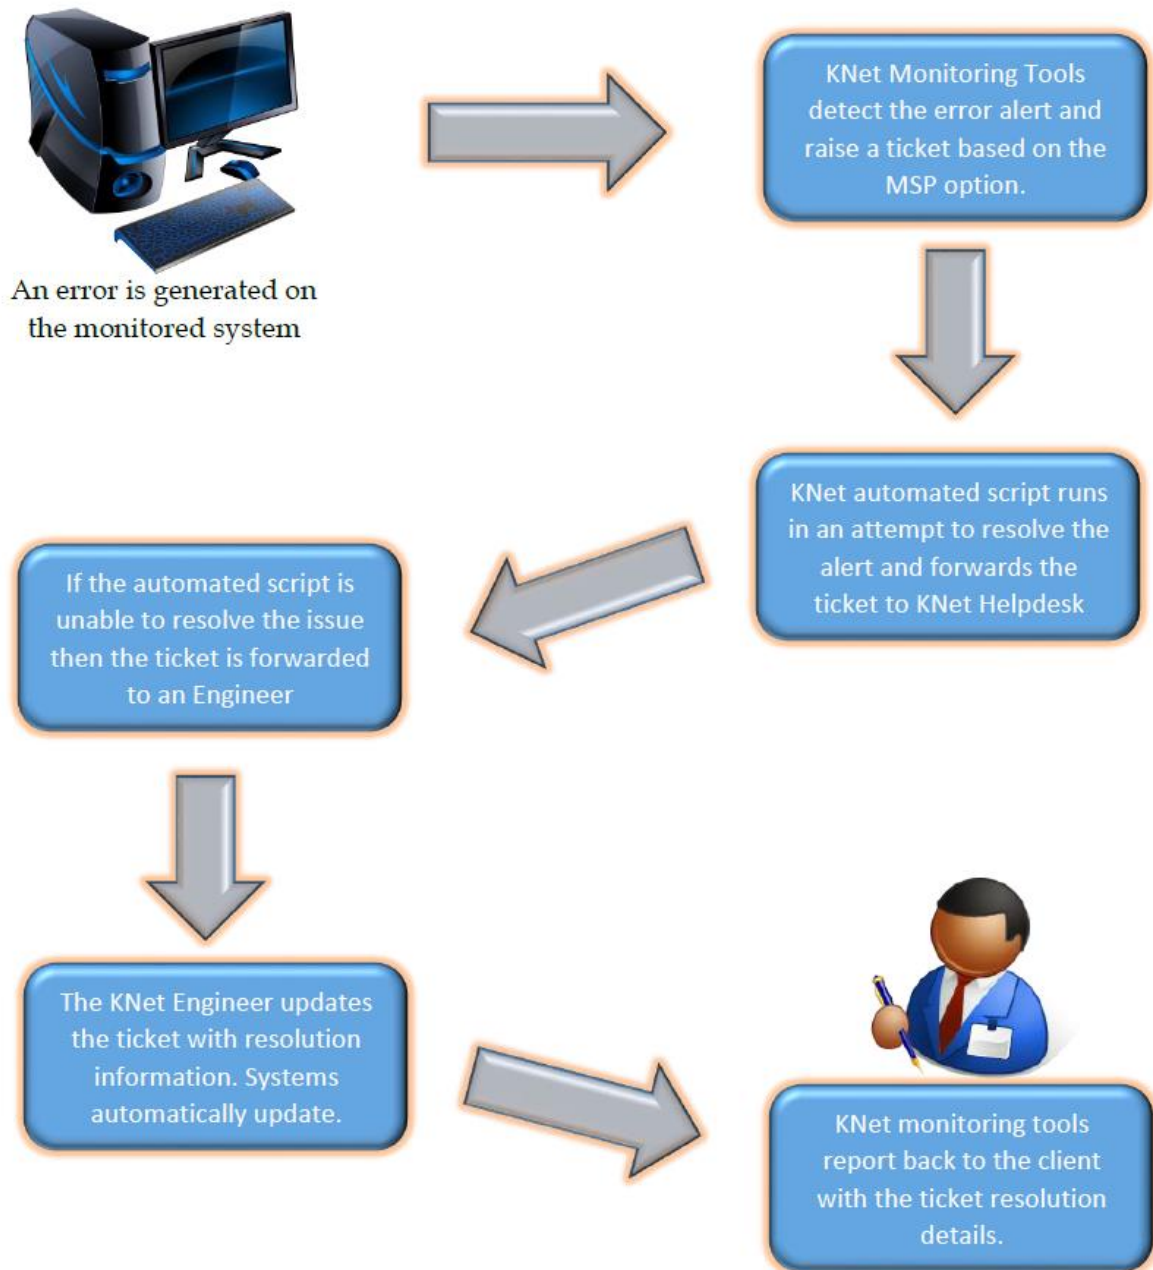 An error is generated on
the monitored system
KNet Monitoring Tools
detect the error alert and
raise a ticket based on the
MSP option.
KNet automated script runs
in an attempt to resolve the
alert and forwards the
ticket to KNet Helpdesk
If the automated script is
unable to resolve the issue
then the ticket is forwarded
to an Engineer
The KNet Engineer updates
the ticket with resolution
information. Systems
automatically update.
KNet monitoring tools
report back to the client
with the ticket resolution
details.